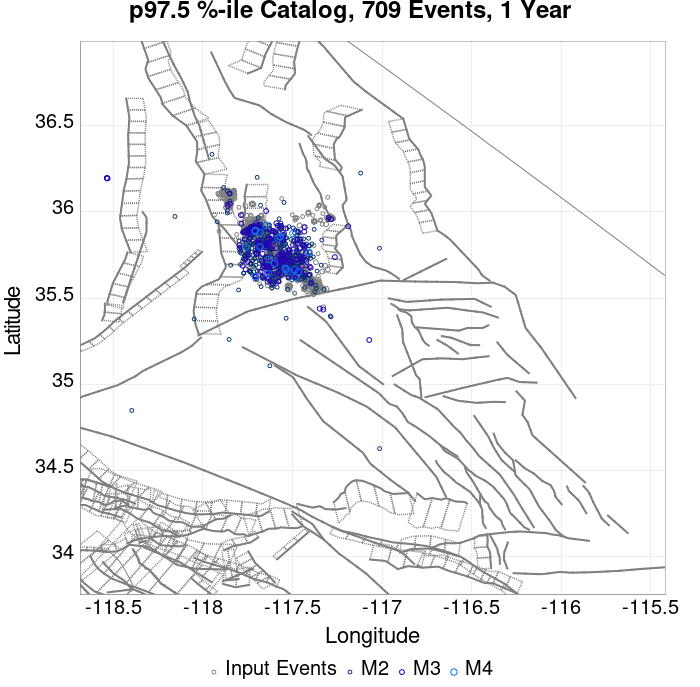 p97.5 %-ile Catalog, 709 Events, 1 Year
36.5
36
35.5
35
34.5
34
Latitude
-118.5 -118 -117.5 -117 -116.5 -116 -115.5
Longitude
Input Events M2 M3 M4